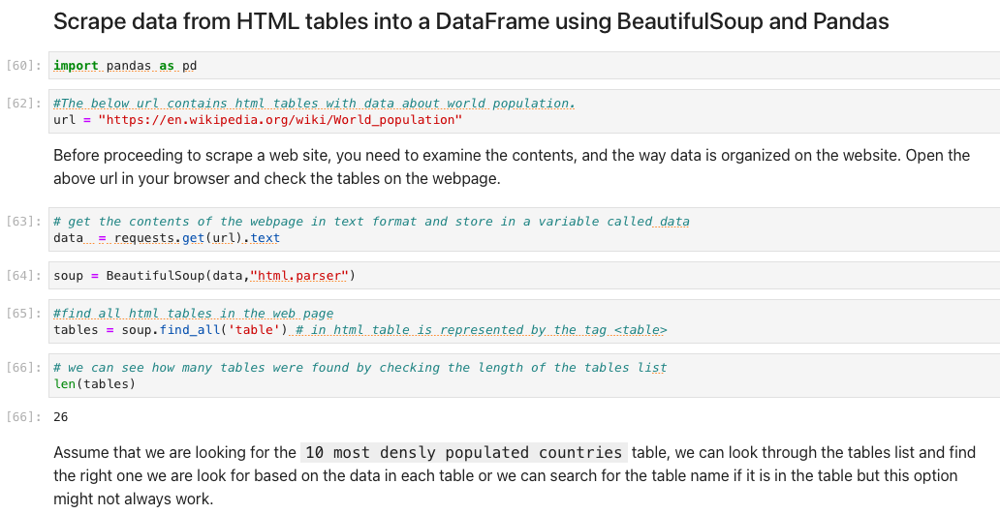 Scrape data from HTML tables into a DataFrame using BeautifulSoup and Pandas
[60]: import pandas as pd
[62]: #The below url contains html tables with data about world population.
url = "https://en.wikipedia.org/wiki/World_population"
Before proceeding to scrape a web site, you need to examine the contents, and the way data is organized on the website. Open the
above url in your browser and check the tables on the webpage.
[63]: # get the contents of the webpage in text format and store in a variable called data
data  = requests.get(url).text
[64]: soup = BeautifulSoup(data,"html.parser")
[65]: #find all html tables in the web page
tables = soup.find_all('table') # in html table is represented by the tag <table>
[66]: # we can see how many tables were found by checking the length of the tables list
len(tables)
[66]: 26
Assume that we are looking for the 10 most densly populated countries table, we can look through the tables list and find
the right one we are look for based on the data in each table or we can search for the table name if it is in the table but this option
might not always work.